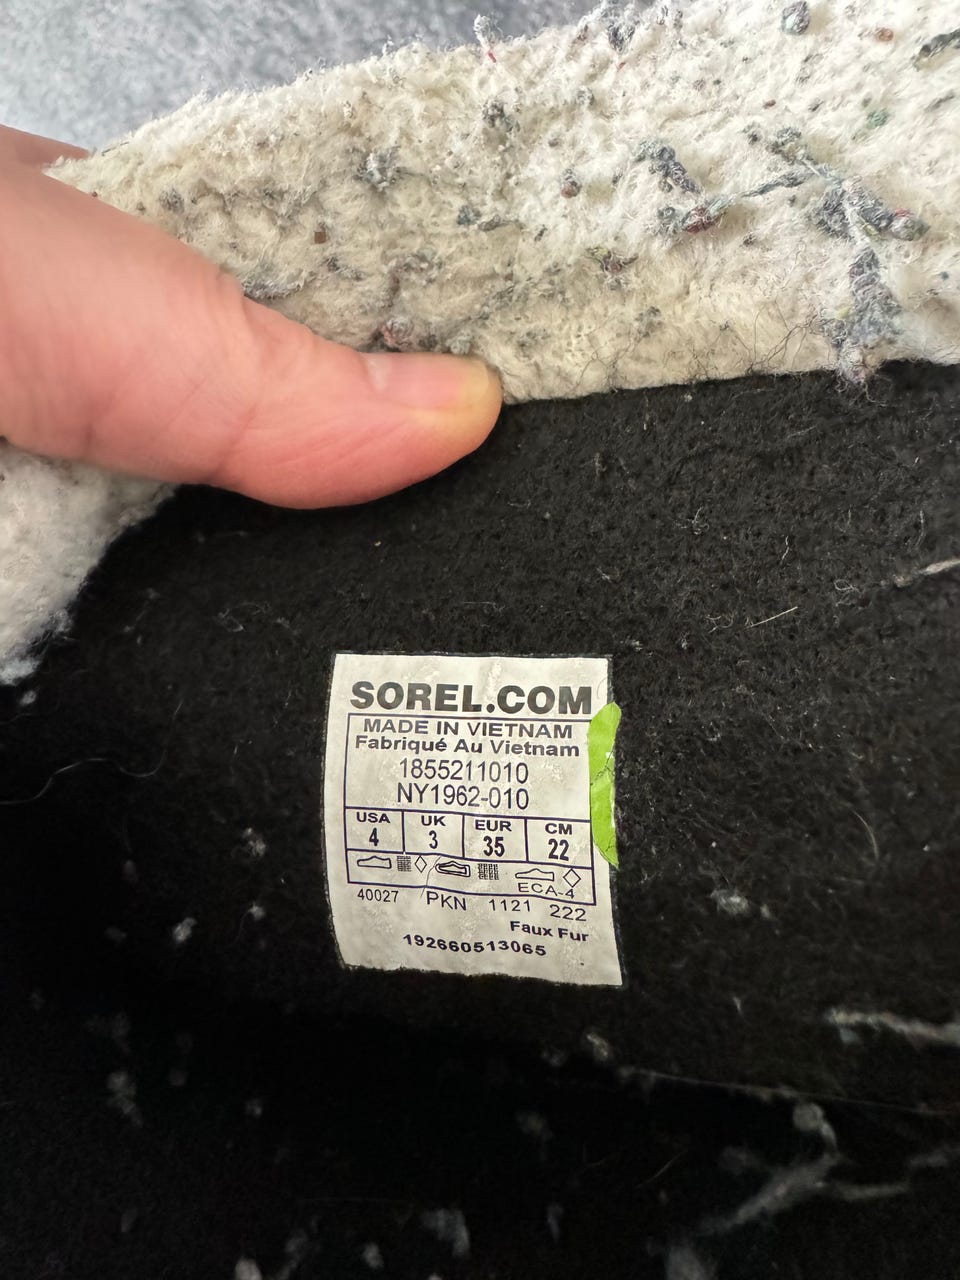 SOREL.COM
MADE IN VIETNAM
Fabriqué Au Vietnam
1855211010
NY1962-010
USA UK EUR CM
4 3 35 22
ECA-4
40027 PKN 1121 222
Faux Fur
192660513065